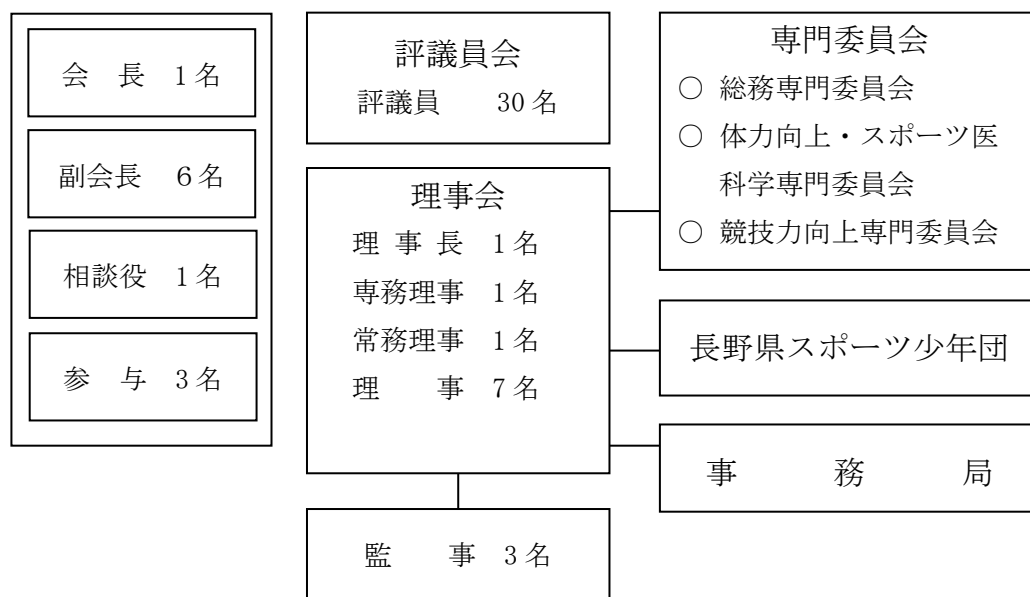 会　長　1名
副会長　6名
相談役　1名
参　与　3名
評議員会
評議員　　30名
理事会
理 事 長　1名
専務理事　1名
常務理事　1名
理　　事　7名
監　　事　3名
専門委員会
○ 総務専門委員会
○ 体力向上・スポーツ医
科学専門委員会
○ 競技力向上専門委員会
長野県スポーツ少年団
事　　務　　局